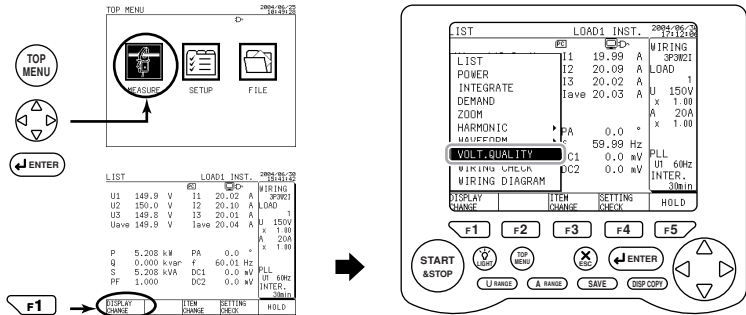 TOP MENU 2004/06/25
10:49:28
TOP
MENU
MEASURE SETUP FILE
ENTER
LIST LOAD1 INST. 2004/06/30
15:41:42
PC
WIRING
3P3W2I
LOAD
1
U 150V
x 1.00
A 20A
x 1.00
PLL
U1 60Hz
INTER.
30min
U1 149.9 V I1 20.02 A
U2 150.0 V I2 20.10 A
U3 149.8 V I3 20.01 A
Uave 149.9 V Iave 20.04 A
P 5.208 kW PA 0.0 °
Q 0.000 kvar f 60.01 Hz
S 5.208 kVA DC1 0.0 mV
PF 1.000 DC2 0.0 mV
DISPLAY CHANGE ITEM CHANGE SETTING CHECK HOLD
F1
LIST LOAD1 INST. 2004/06/30
PC
WIRING
3P3W2I
LOAD
1
U 150V
x 1.00
A 20A
x 1.00
PLL
U1 60Hz
INTER.
30min
I1 19.99 A
I2 20.09 A
I3 20.02 A
Iave 20.03 A
PA 0.0 °
59.99 Hz
DC1 0.0 mV
DC2 0.0 mV
LIST
POWER
INTEGRATE
DEMAND
ZOOM
HARMONIC
WAVEFORM
VOLT.QUALITY
WIRING CHECK
WIRING DIAGRAM
DISPLAY CHANGE ITEM CHANGE SETTING CHECK HOLD
F1 F2 F3 F4 F5
START
&STOP
LIGHT
TOP
MENU
ESC
ENTER
U RANGE A RANGE SAVE DISP COPY